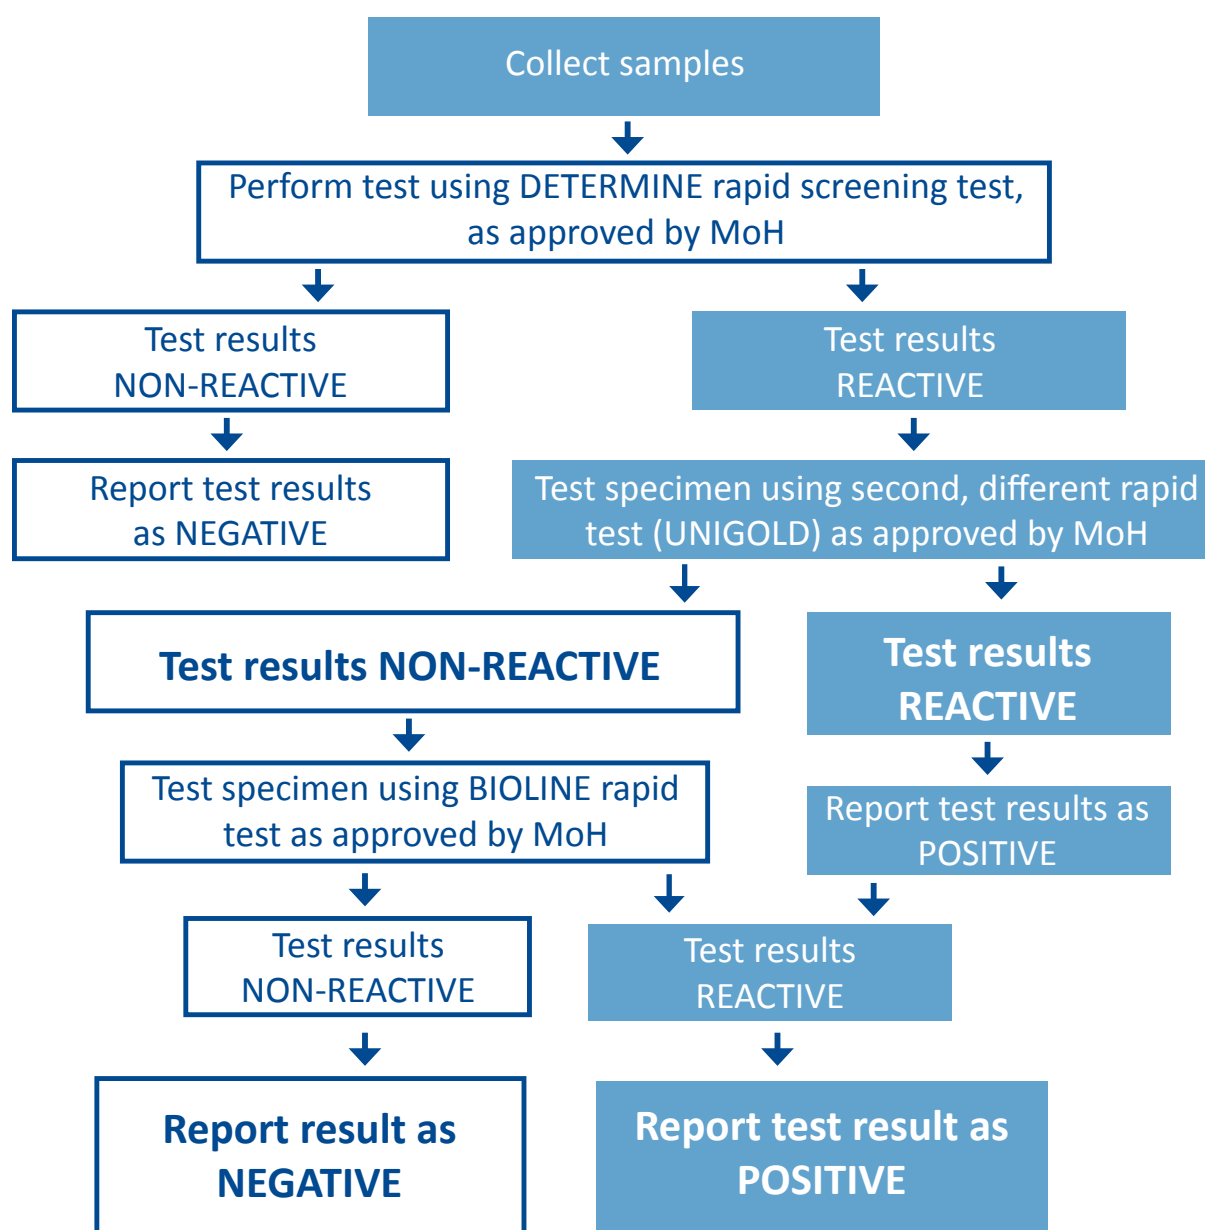 Collect samples
Perform test using DETERMINE rapid screening test,
as approved by MoH
Test results
NON-REACTIVE
Test results
REACTIVE
Report test results
as NEGATIVE
Test specimen using second, different rapid
test (UNIGOLD) as approved by MoH
Test results NON-REACTIVE
Test results
REACTIVE
Test specimen using BIOLINE rapid
test as approved by MoH
Report test results as
POSITIVE
Test results
NON-REACTIVE
Test results
REACTIVE
Report result as
NEGATIVE
Report test result as
POSITIVE